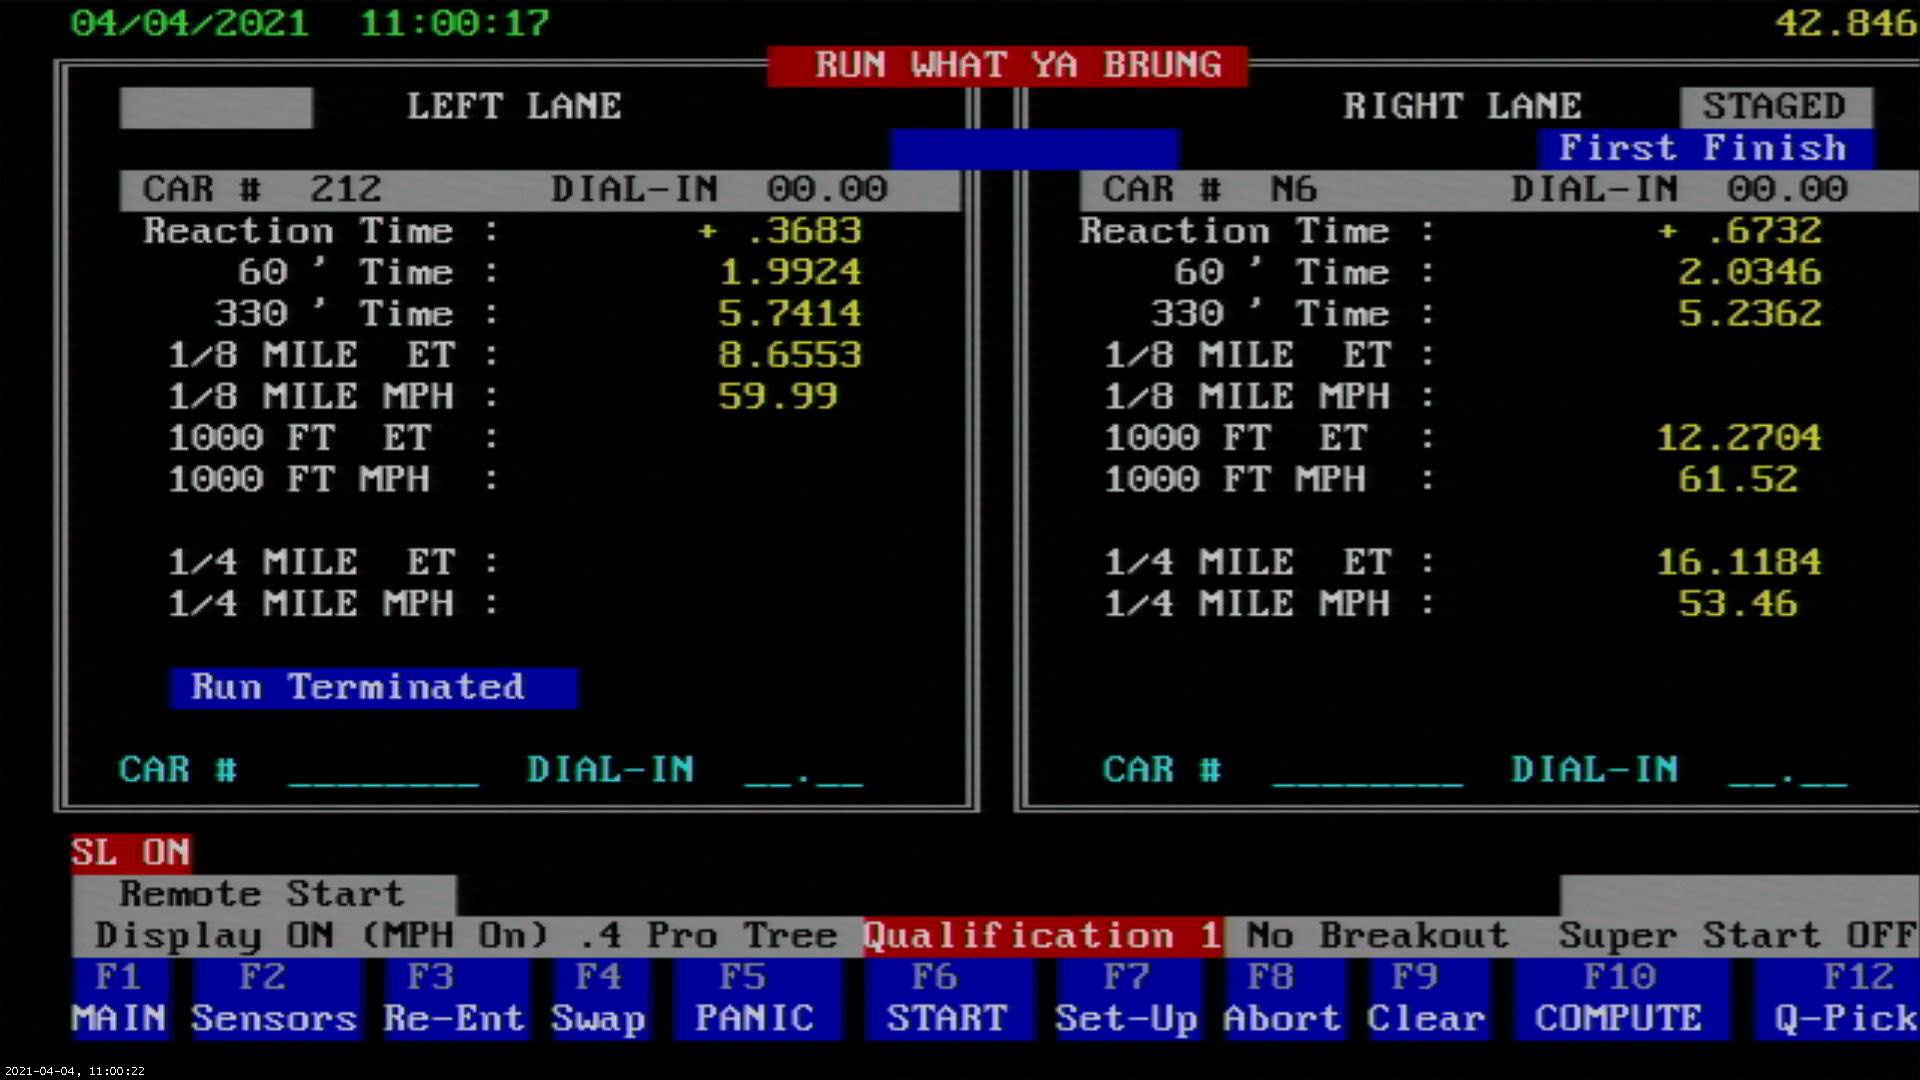 04/04/2021 11:00:17 42.846
RUN WHAT YA BRUNG
LEFT LANE
CAR # 212 DIAL-IN 00.00
Reaction Time : + .3683
60 ' Time : 1.9924
330 ' Time : 5.7414
1/8 MILE ET : 8.6553
1/8 MILE MPH : 59.99
1000 FT ET :
1000 FT MPH :
1/4 MILE ET :
1/4 MILE MPH :
Run Terminated
CAR # ________ DIAL-IN __.__
RIGHT LANE STAGED
First Finish
CAR # N6 DIAL-IN 00.00
Reaction Time : + .6732
60 ' Time : 2.0346
330 ' Time : 5.2362
1/8 MILE ET :
1/8 MILE MPH :
1000 FT ET : 12.2704
1000 FT MPH : 61.52
1/4 MILE ET : 16.1184
1/4 MILE MPH : 53.46
CAR # ________ DIAL-IN __.__
SL ON
Remote Start
Display ON (MPH On) .4 Pro Tree Qualification 1 No Breakout Super Start OFF
F1 F2 F3 F4 F5 F6 F7 F8 F9 F10 F12
MAIN Sensors Re-Ent Swap PANIC START Set-Up Abort Clear COMPUTE Q-Pick
2021-04-04, 11:00:22